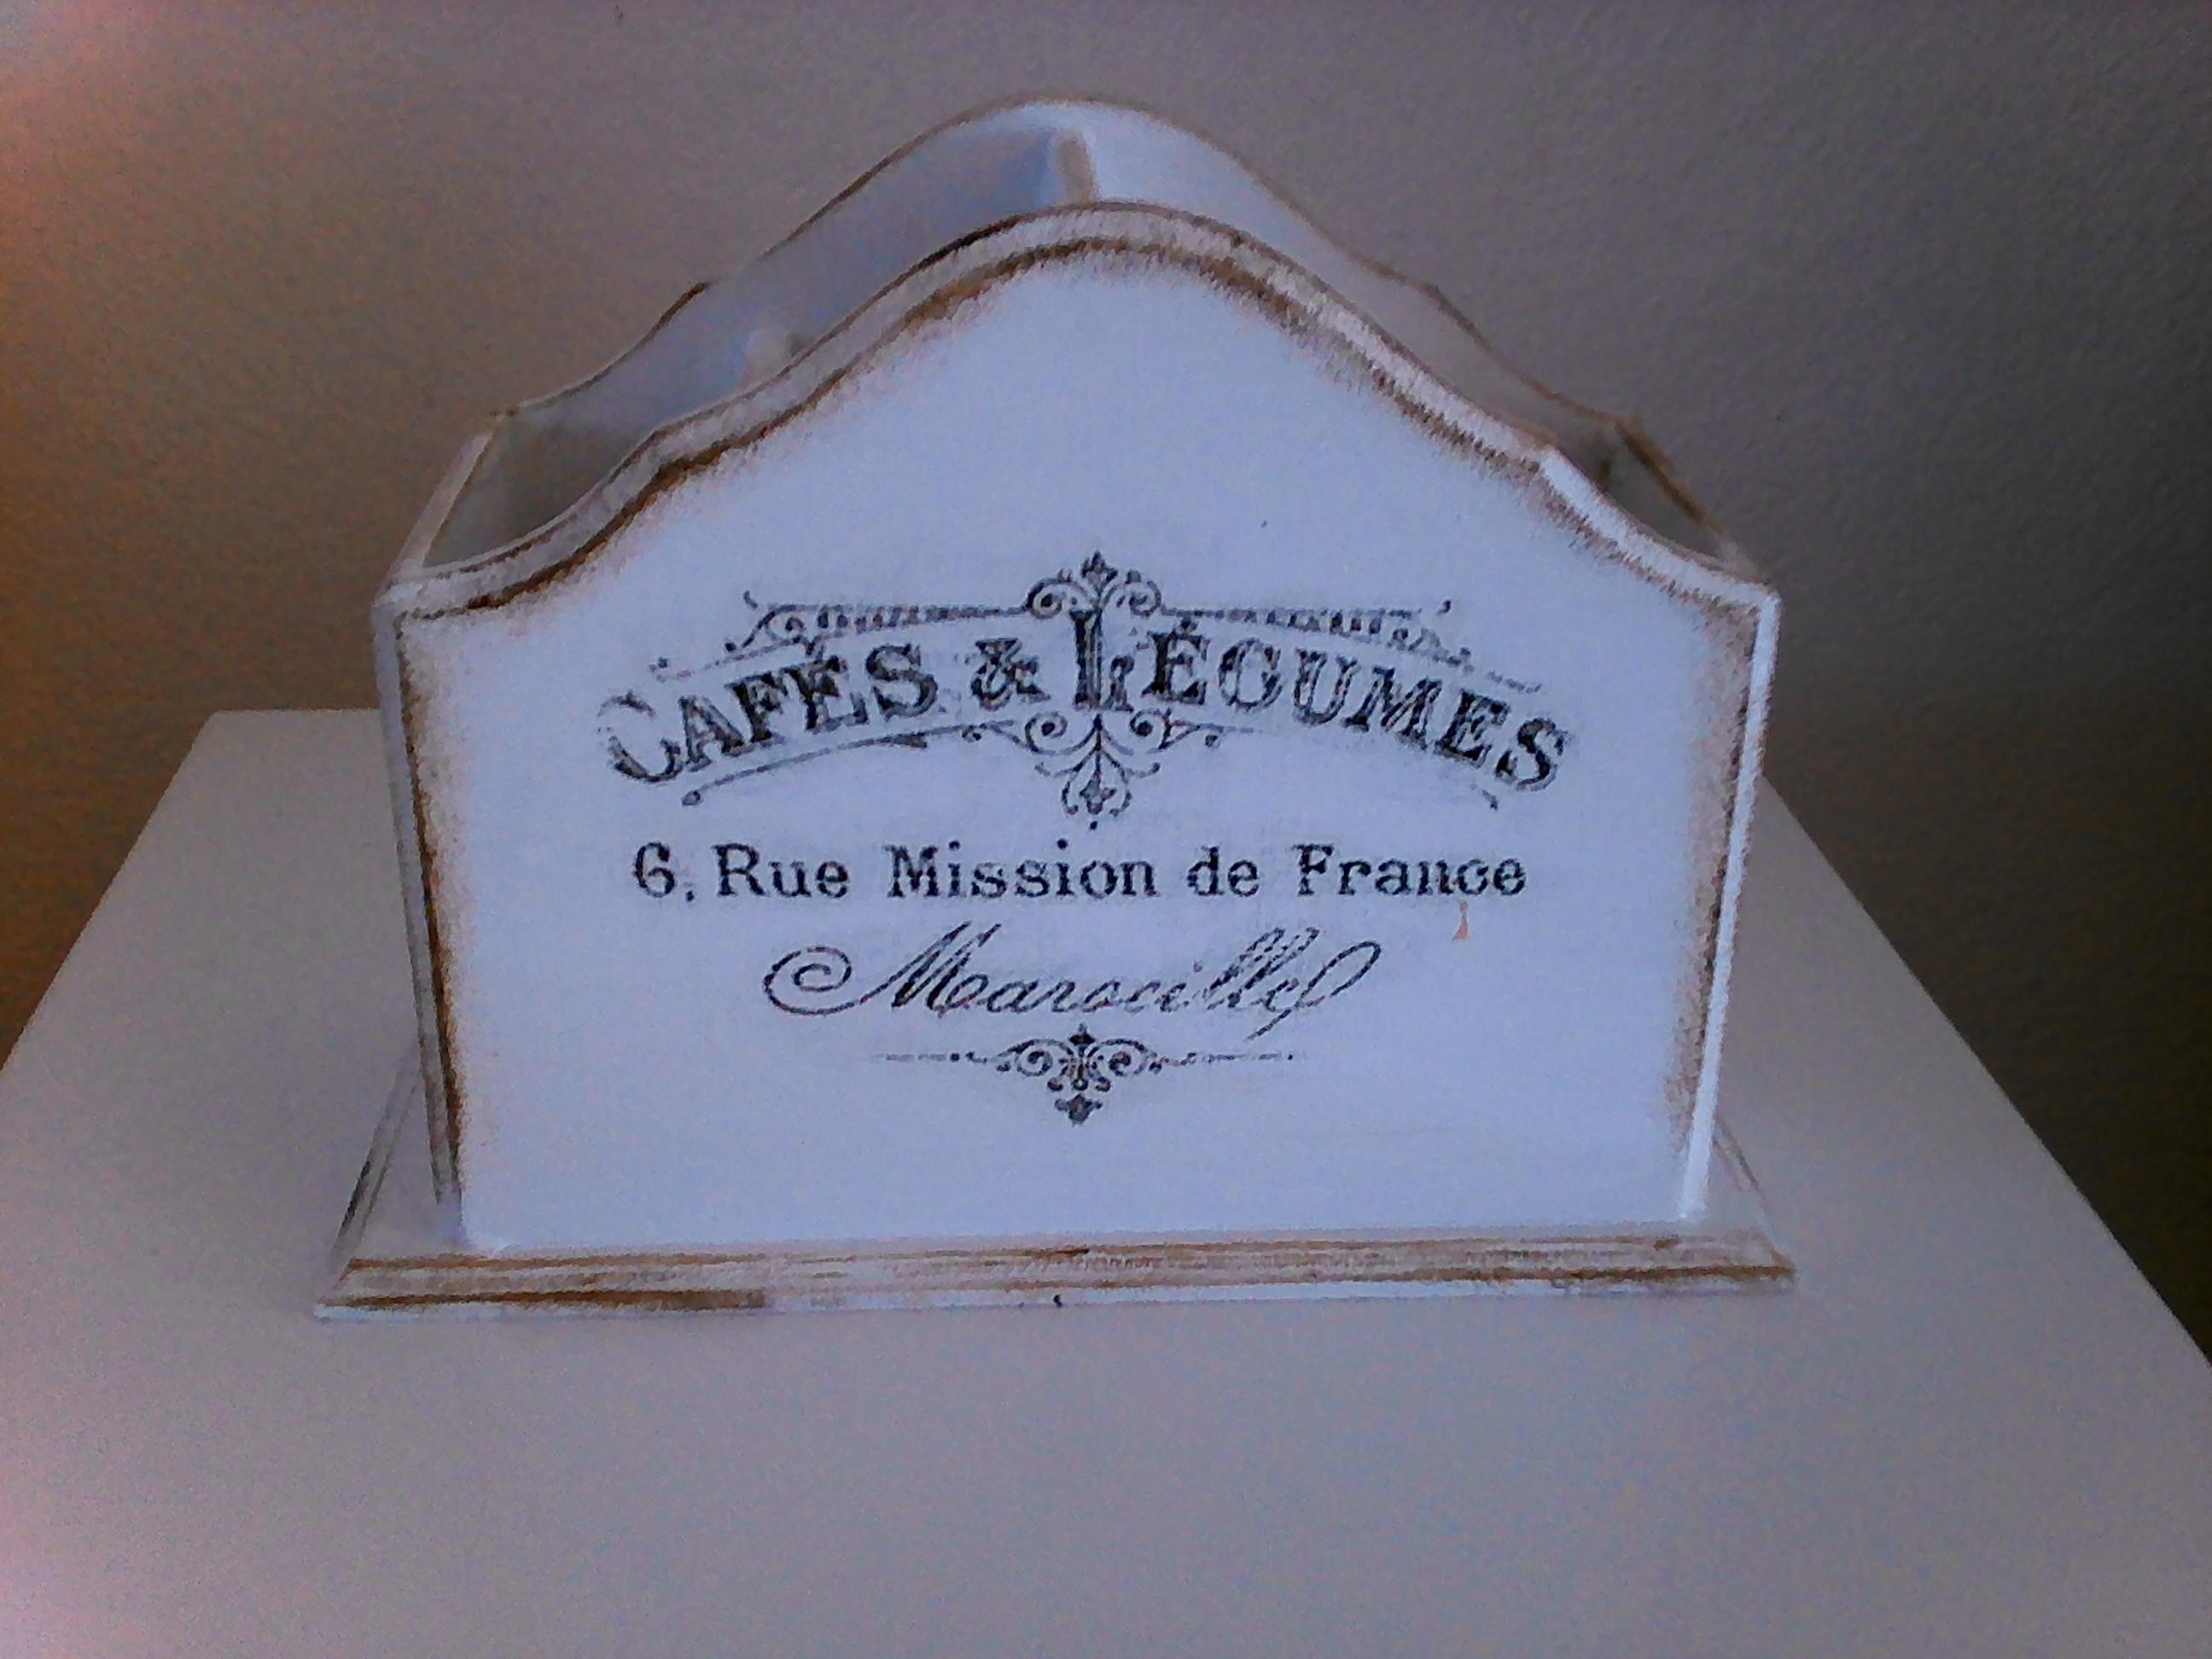 CAFÉS & LÉGUMES
6, Rue Mission de France
Marseille